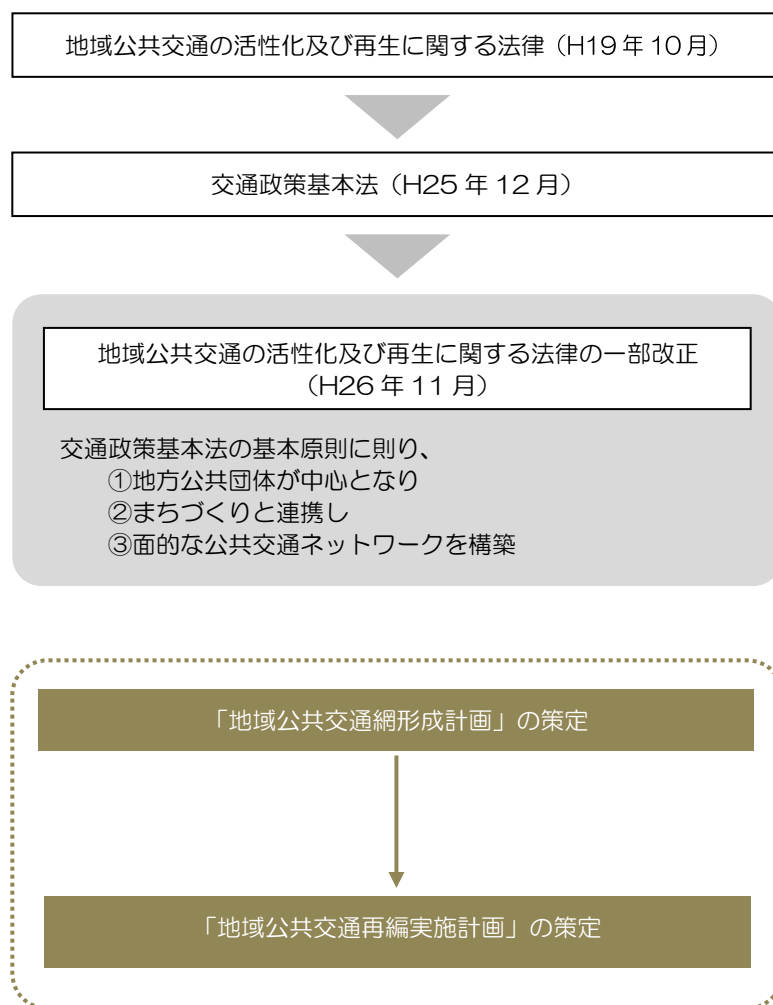 地域公共交通の活性化及び再生に関する法律（H19年10月）
交通政策基本法（H25年12月）
地域公共交通の活性化及び再生に関する法律の一部改正
（H26年11月）
交通政策基本法の基本原則に則り、
①地方公共団体が中心となり
②まちづくりと連携し
③面的な公共交通ネットワークを構築
「地域公共交通網形成計画」の策定
「地域公共交通再編実施計画」の策定